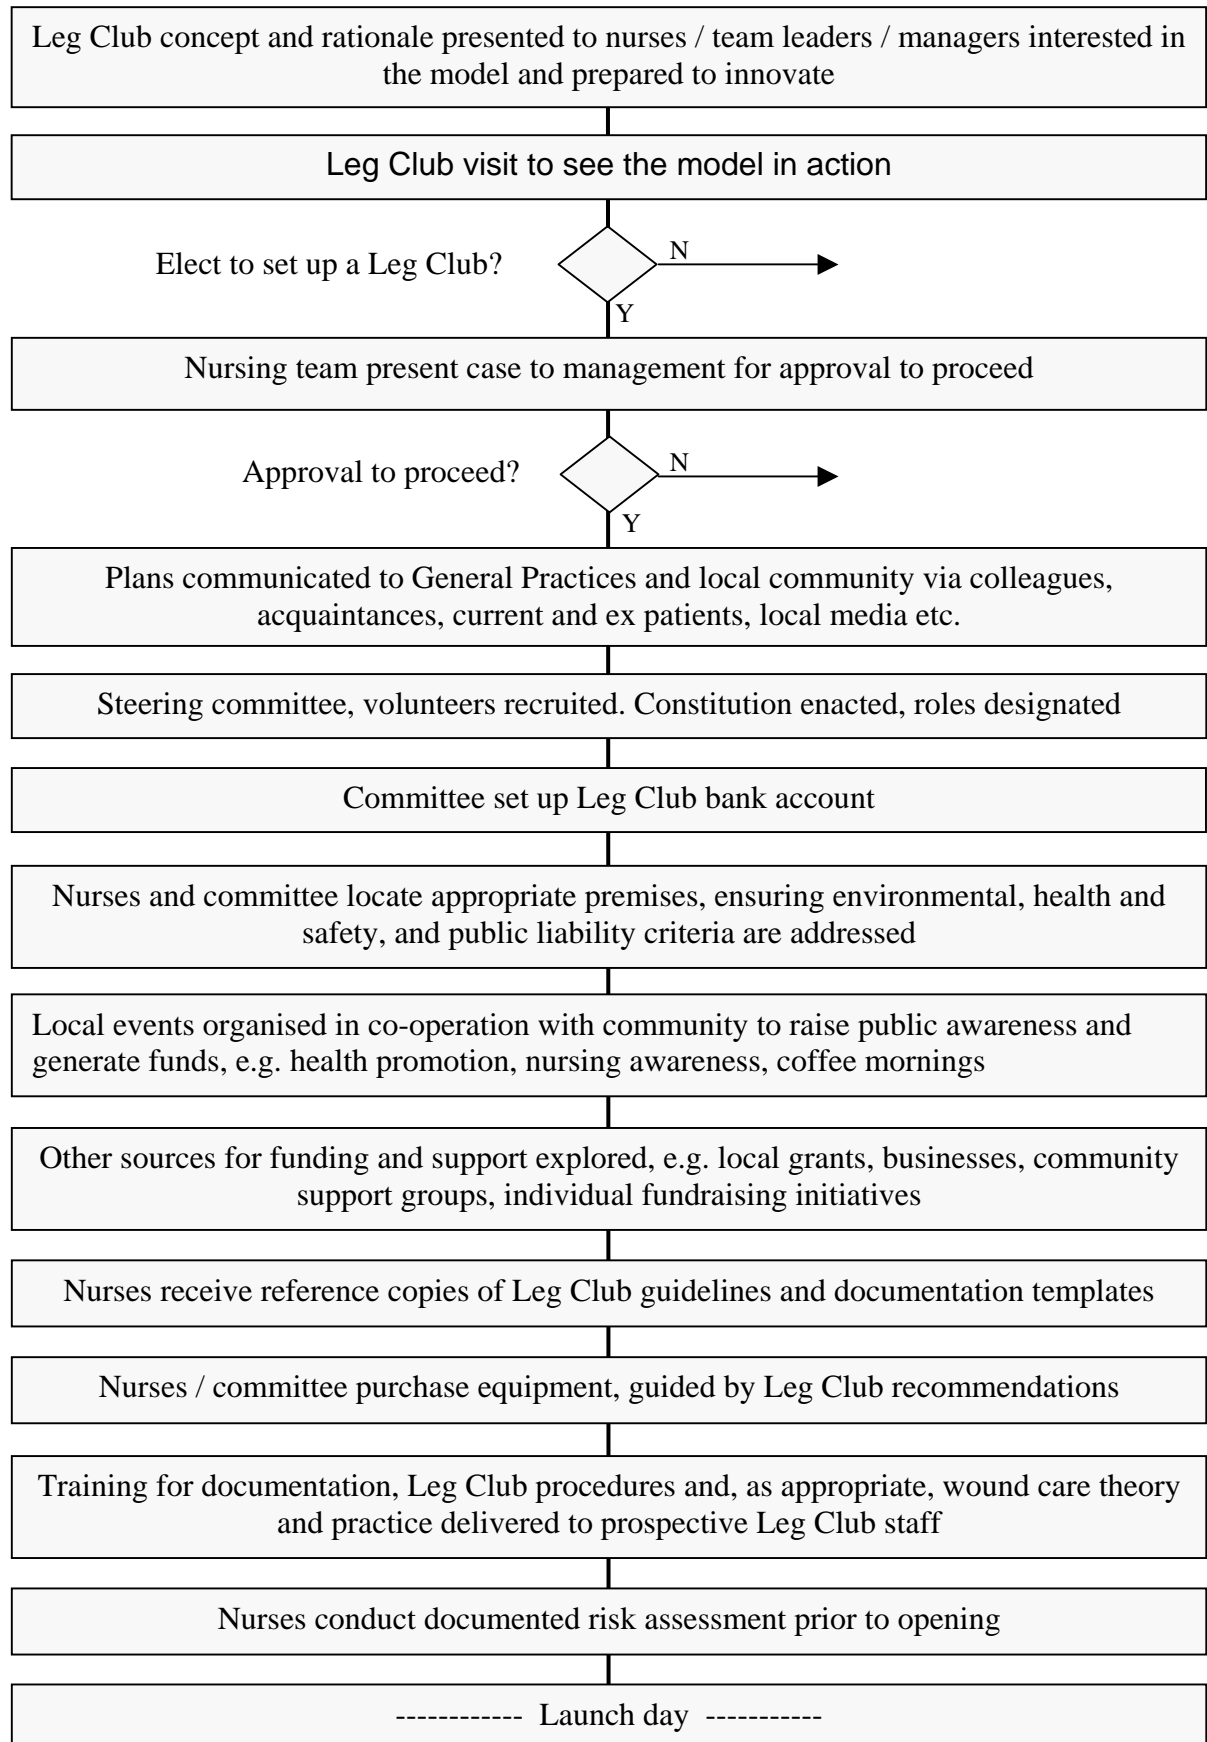 Leg Club concept and rationale presented to nurses / team leaders / managers interested in
the model and prepared to innovate
Leg Club visit to see the model in action
Elect to set up a Leg Club?
N
Y
Nursing team present case to management for approval to proceed
Approval to proceed?
N
Y
Plans communicated to General Practices and local community via colleagues,
acquaintances, current and ex patients, local media etc.
Steering committee, volunteers recruited. Constitution enacted, roles designated
Committee set up Leg Club bank account
Nurses and committee locate appropriate premises, ensuring environmental, health and
safety, and public liability criteria are addressed
Local events organised in co-operation with community to raise public awareness and
generate funds, e.g. health promotion, nursing awareness, coffee mornings
Other sources for funding and support explored, e.g. local grants, businesses, community
support groups, individual fundraising initiatives
Nurses receive reference copies of Leg Club guidelines and documentation templates
Nurses / committee purchase equipment, guided by Leg Club recommendations
Training for documentation, Leg Club procedures and, as appropriate, wound care theory
and practice delivered to prospective Leg Club staff
Nurses conduct documented risk assessment prior to opening
------------ Launch day -----------